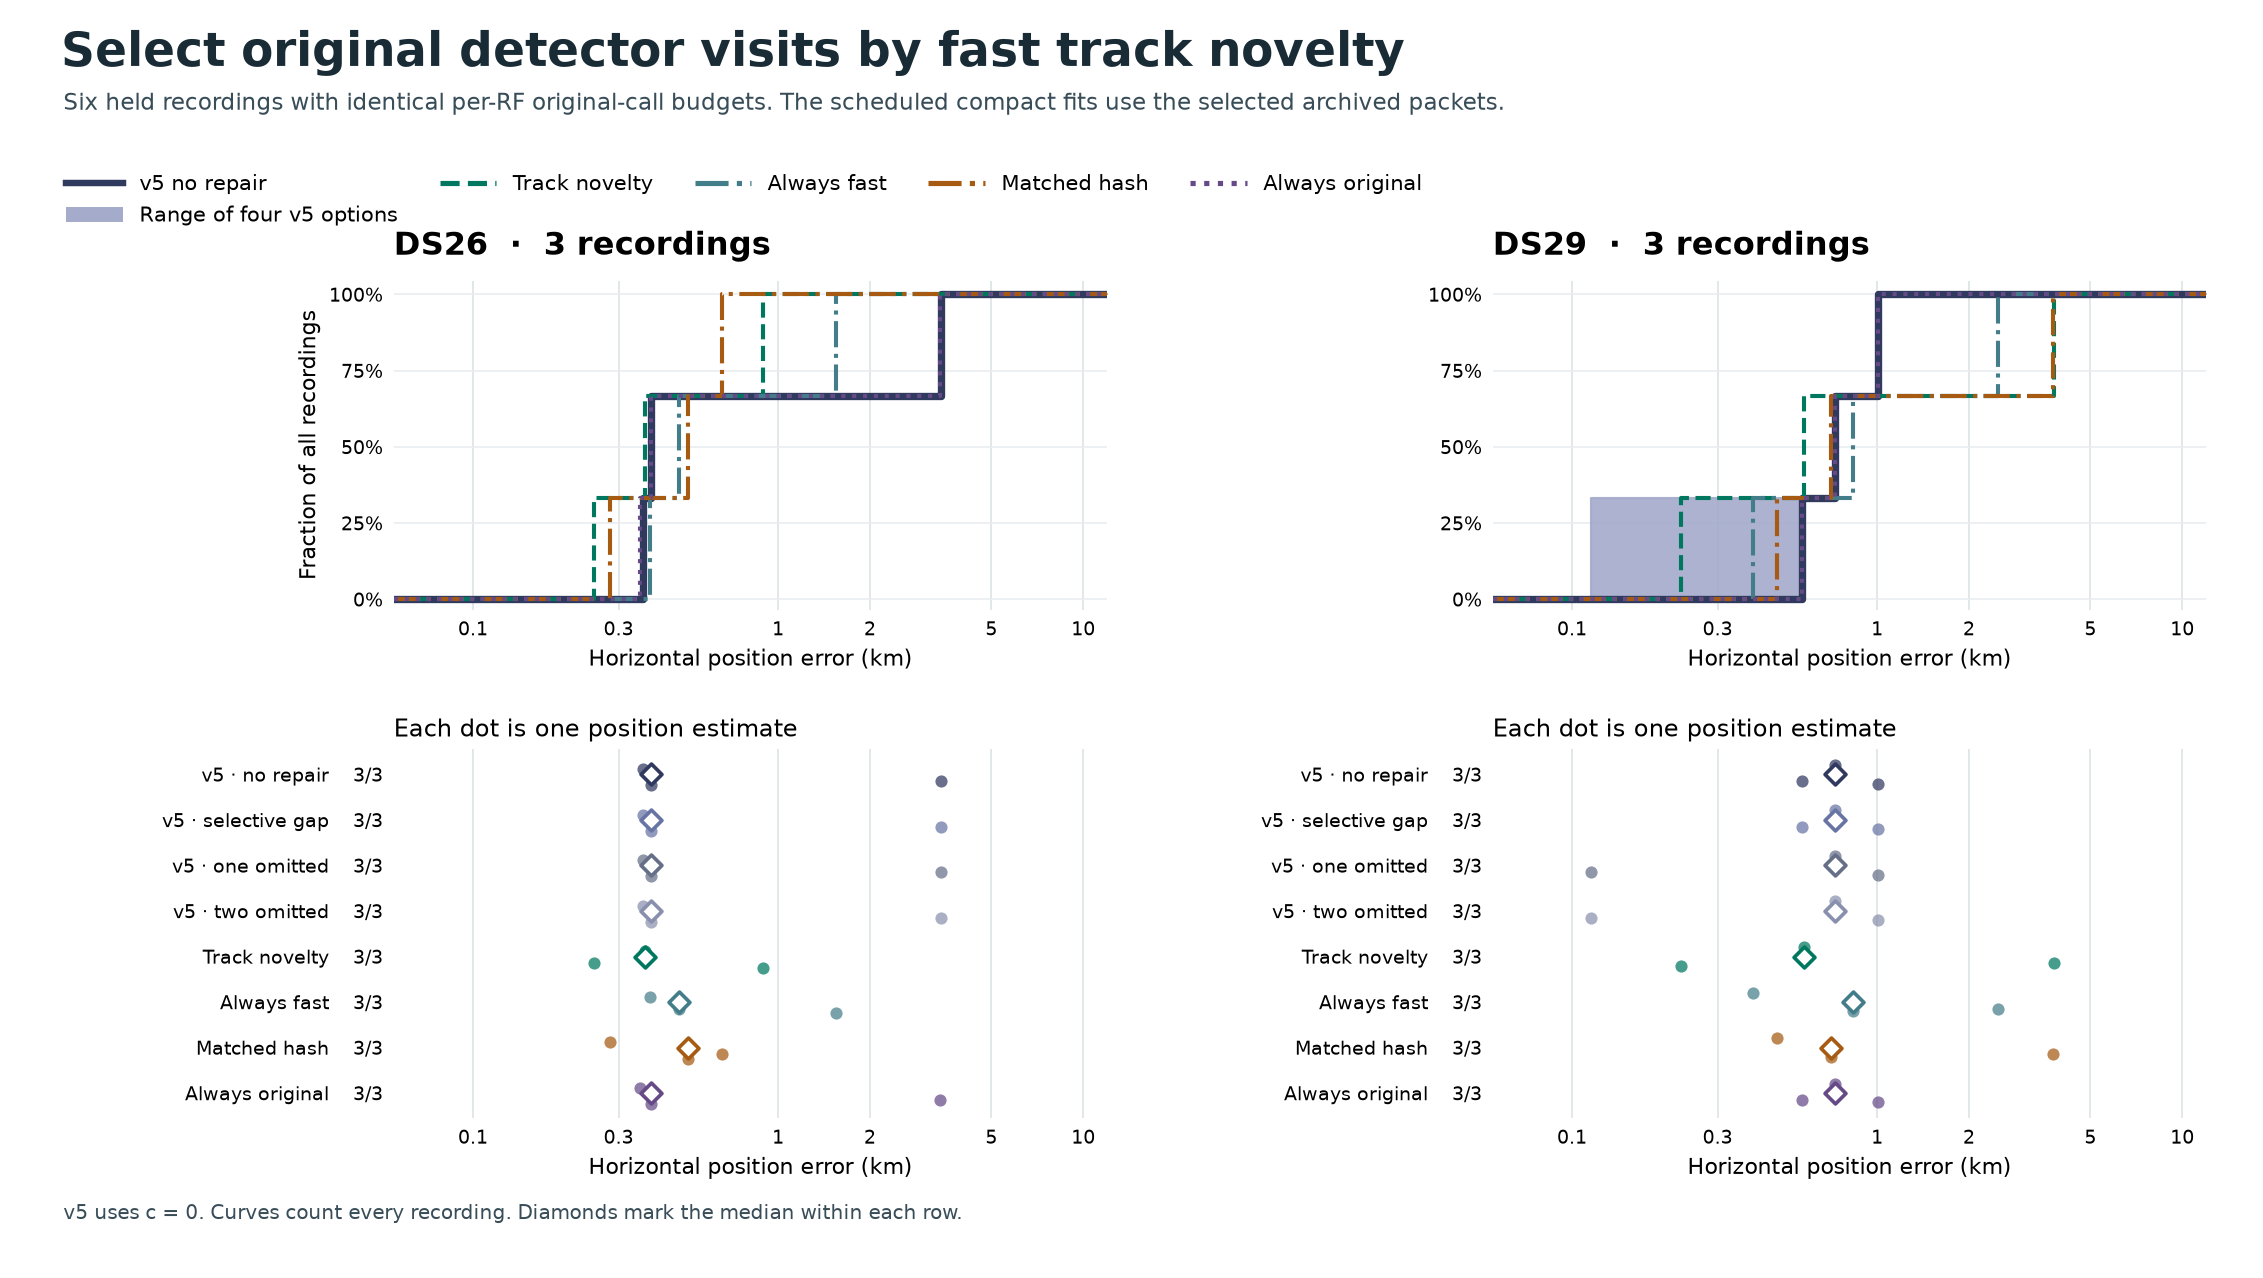 Select original detector visits by fast track novelty
Six held recordings with identical per-RF original-call budgets. The scheduled compact fits use the selected archived packets.
v5 no repair
Track novelty
Always fast
Matched hash
Always original
Range of four v5 options
DS26 · 3 recordings
Fraction of all recordings
100%
75%
50%
25%
0%
0.1 0.3 1 2 5 10
Horizontal position error (km)
DS29 · 3 recordings
100%
75%
50%
25%
0%
0.1 0.3 1 2 5 10
Horizontal position error (km)
Each dot is one position estimate
v5 · no repair 3/3
v5 · selective gap 3/3
v5 · one omitted 3/3
v5 · two omitted 3/3
Track novelty 3/3
Always fast 3/3
Matched hash 3/3
Always original 3/3
0.1 0.3 1 2 5 10
Horizontal position error (km)
Each dot is one position estimate
v5 · no repair 3/3
v5 · selective gap 3/3
v5 · one omitted 3/3
v5 · two omitted 3/3
Track novelty 3/3
Always fast 3/3
Matched hash 3/3
Always original 3/3
0.1 0.3 1 2 5 10
Horizontal position error (km)
v5 uses c = 0. Curves count every recording. Diamonds mark the median within each row.